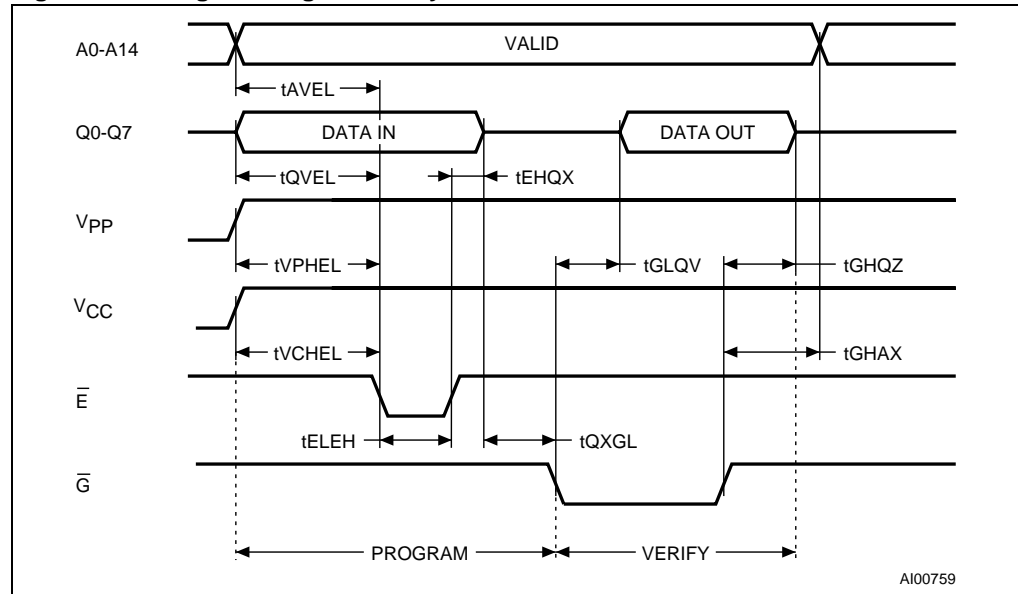 A0-A14
VALID
tAVEL
Q0-Q7
DATA IN
DATA OUT
tQVEL
tEHQX
VPP
tVPHEL
tGLQV
tGHQZ
VCC
tVCHEL
tGHAX
E̅
tELEH
tQXGL
G̅
PROGRAM
VERIFY
AI00759